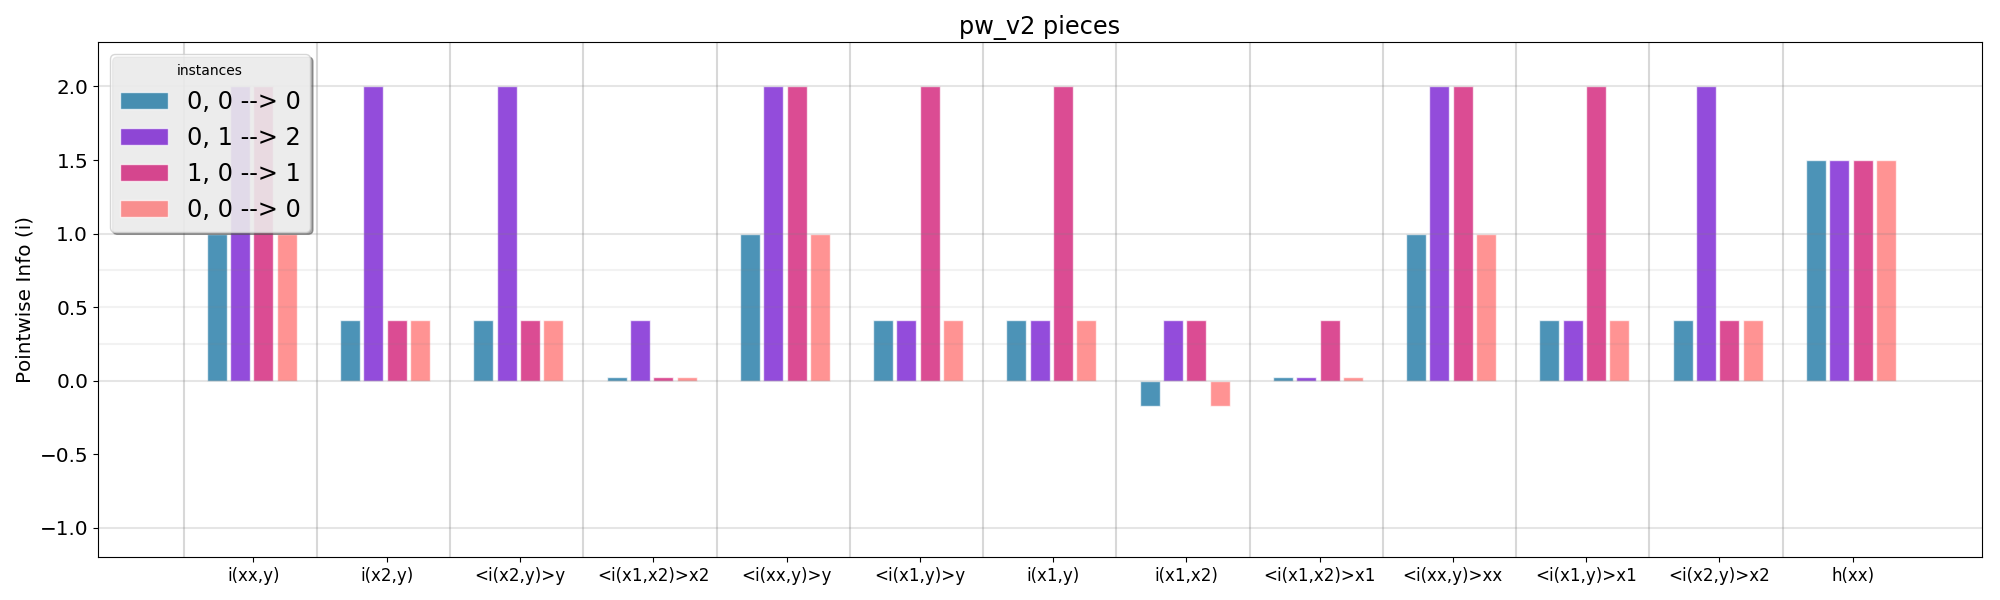 pw_v2 pieces
instances
0, 0 --> 0
0, 1 --> 2
1, 0 --> 1
0, 0 --> 0
Pointwise Info (i)
2.0
1.5
1.0
0.5
0.0
−0.5
−1.0
i(xx,y) i(x2,y) <i(x2,y)>y <i(x1,x2)>x2 <i(xx,y)>y <i(x1,y)>y i(x1,y) i(x1,x2) <i(x1,x2)>x1 <i(xx,y)>xx <i(x1,y)>x1 <i(x2,y)>x2 h(xx)